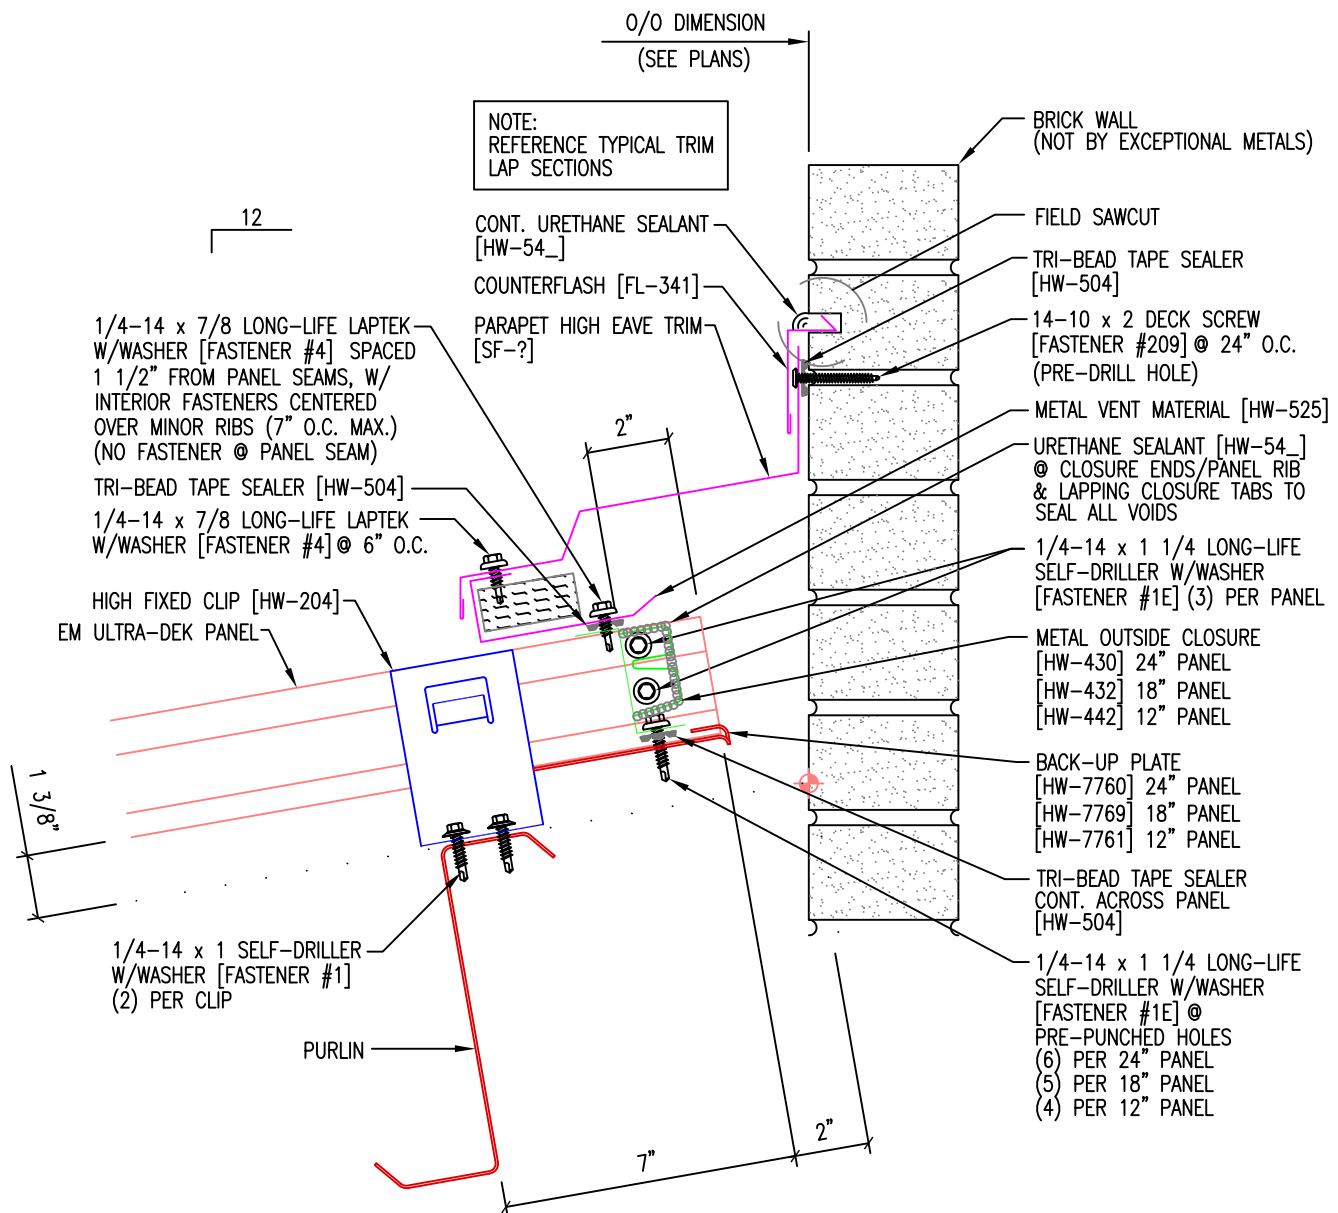 O/O DIMENSION
(SEE PLANS)
NOTE:
REFERENCE TYPICAL TRIM
LAP SECTIONS
BRICK WALL
(NOT BY EXCEPTIONAL METALS)
12
CONT. URETHANE SEALANT
[HW-54_]
COUNTERFLASH [FL-341]
PARAPET HIGH EAVE TRIM
[SF-?]
FIELD SAWCUT
TRI-BEAD TAPE SEALER
[HW-504]
14-10 x 2 DECK SCREW
[FASTENER #209] @ 24" O.C.
(PRE-DRILL HOLE)
METAL VENT MATERIAL [HW-525]
URETHANE SEALANT [HW-54_]
@ CLOSURE ENDS/PANEL RIB
& LAPPING CLOSURE TABS TO
SEAL ALL VOIDS
1/4-14 x 1 1/4 LONG-LIFE
SELF-DRILLER W/WASHER
[FASTENER #1E] (3) PER PANEL
METAL OUTSIDE CLOSURE
[HW-430] 24" PANEL
[HW-432] 18" PANEL
[HW-442] 12" PANEL
BACK-UP PLATE
[HW-7760] 24" PANEL
[HW-7769] 18" PANEL
[HW-7761] 12" PANEL
TRI-BEAD TAPE SEALER
CONT. ACROSS PANEL
[HW-504]
1/4-14 x 1 1/4 LONG-LIFE
SELF-DRILLER W/WASHER
[FASTENER #1E] @
PRE-PUNCHED HOLES
(6) PER 24" PANEL
(5) PER 18" PANEL
(4) PER 12" PANEL
1/4-14 x 7/8 LONG-LIFE LAPTEK
W/WASHER [FASTENER #4] SPACED
1 1/2" FROM PANEL SEAMS, W/
INTERIOR FASTENERS CENTERED
OVER MINOR RIBS (7" O.C. MAX.)
(NO FASTENER @ PANEL SEAM)
TRI-BEAD TAPE SEALER [HW-504]
1/4-14 x 7/8 LONG-LIFE LAPTEK
W/WASHER [FASTENER #4] @ 6" O.C.
HIGH FIXED CLIP [HW-204]
EM ULTRA-DEK PANEL
2"
1 3/8"
1/4-14 x 1 SELF-DRILLER
W/WASHER [FASTENER #1]
(2) PER CLIP
PURLIN
7"
2"